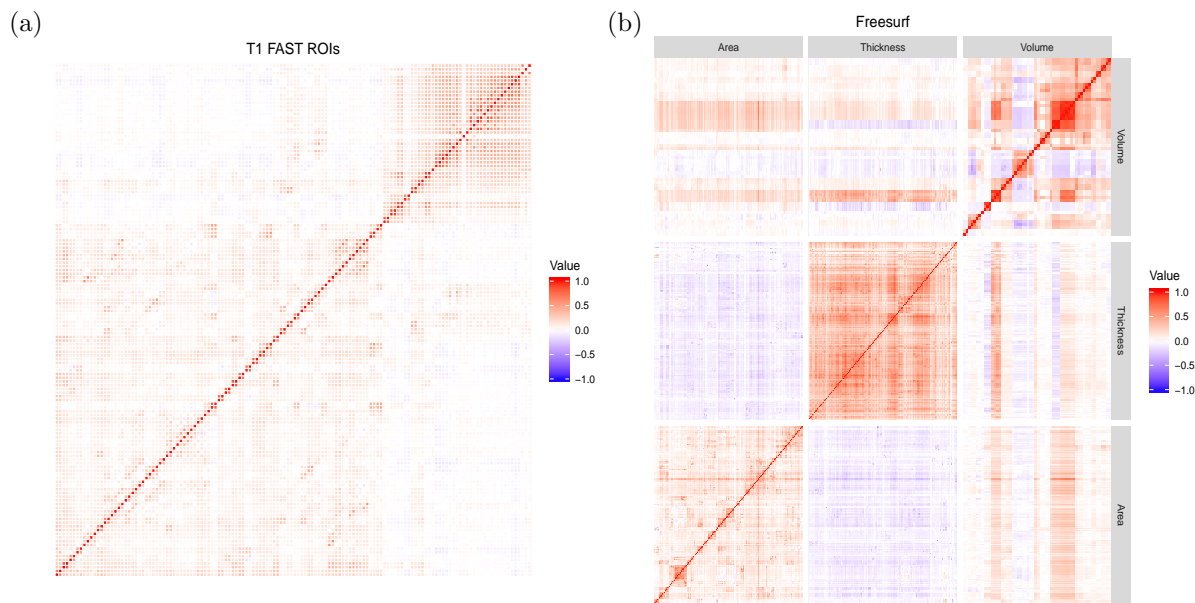 (a)
T1 FAST ROIs
Value
1.0
0.5
0.0
−0.5
−1.0
(b)
Freesurf
Area Thickness Volume
Volume
Thickness
Area
Value
1.0
0.5
0.0
−0.5
−1.0